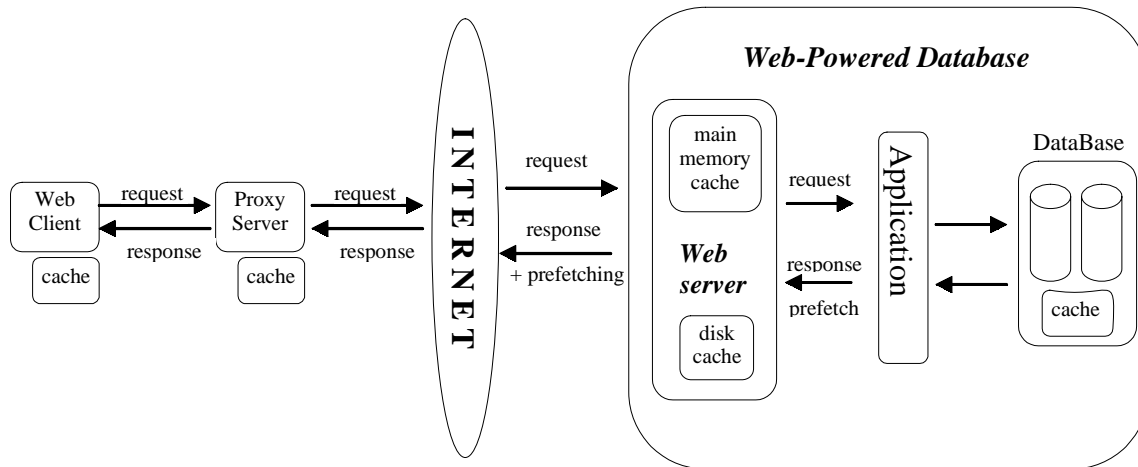 Web-Powered Database
Web
Client
cache
request
response
Proxy
Server
cache
request
response
INTERNET
request
response
+ prefetching
main
memory
cache
Web
server
disk
cache
request
response
prefetch
Application
DataBase
cache